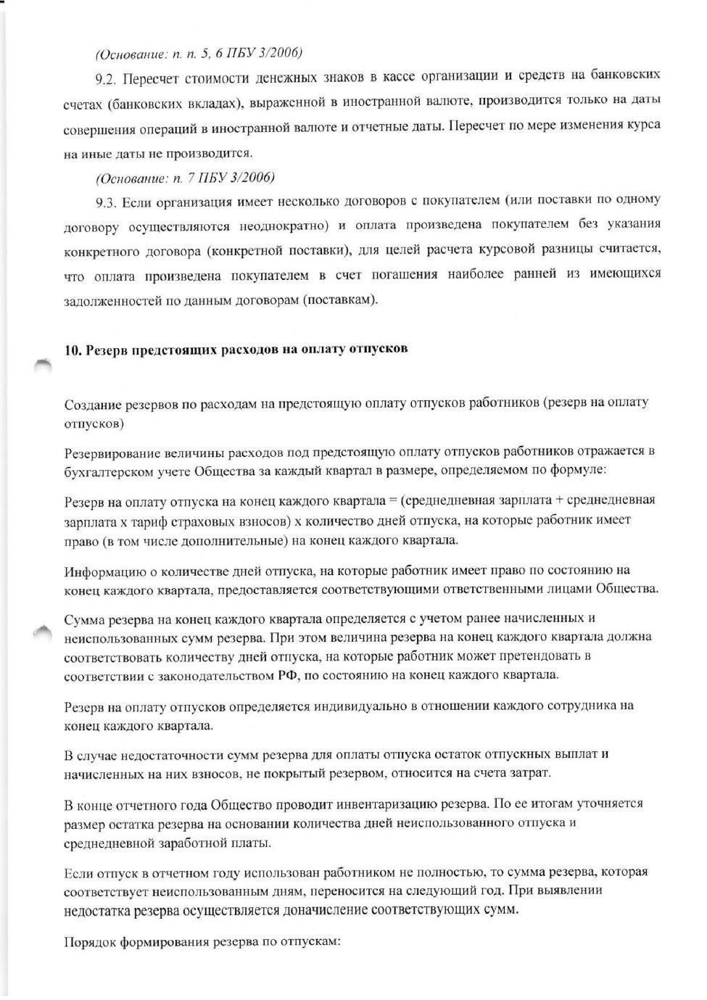 (Основание: п. п. 5, 6 ПБУ 3/2006)
9.2. Пересчет стоимости денежных знаков в кассе организации и средств на банковских
счетах (банковских вкладах), выраженной в иностранной валюте, производится только на даты
совершения операций в иностранной валюте и отчетные даты. Пересчет по мере изменения курса
на иные даты не производится.
(Основание: п. 7 ПБУ 3/2006)
9.3. Если организация имеет несколько договоров с покупателем (или поставки по одному
договору осуществляются неоднократно) и оплата произведена покупателем без указания
конкретного договора (конкретной поставки), для целей расчета курсовой разницы считается,
что оплата произведена покупателем в счет погашения наиболее ранней из имеющихся
задолженностей по данным договорам (поставкам).
10. Резерв предстоящих расходов на оплату отпусков
Создание резервов по расходам на предстоящую оплату отпусков работников (резерв на оплату
отпусков)
Резервирование величины расходов под предстоящую оплату отпусков работников отражается в
бухгалтерском учете Общества за каждый квартал в размере, определяемом по формуле:
Резерв на оплату отпуска на конец каждого квартала = (среднедневная зарплата + среднедневная
зарплата х тариф страховых взносов) х количество дней отпуска, на которые работник имеет
право (в том числе дополнительные) на конец каждого квартала.
Информацию о количестве дней отпуска, на которые работник имеет право по состоянию на
конец каждого квартала, предоставляется соответствующими ответственными лицами Общества.
Сумма резерва на конец каждого квартала определяется с учетом ранее начисленных и
неиспользованных сумм резерва. При этом величина резерва на конец каждого квартала должна
соответствовать количеству дней отпуска, на которые работник может претендовать в
соответствии с законодательством РФ, по состоянию на конец каждого квартала.
Резерв на оплату отпусков определяется индивидуально в отношении каждого сотрудника на
конец каждого квартала.
В случае недостаточности сумм резерва для оплаты отпуска остаток отпускных выплат и
начисленных на них взносов, не покрытый резервом, относится на счета затрат.
В конце отчетного года Общество проводит инвентаризацию резерва. По ее итогам уточняется
размер остатка резерва на основании количества дней неиспользованного отпуска и
среднедневной заработной платы.
Если отпуск в отчетном году использован работником не полностью, то сумма резерва, которая
соответствует неиспользованным дням, переносится на следующий год. При выявлении
недостатка резерва осуществляется доначисление соответствующих сумм.
Порядок формирования резерва по отпускам: